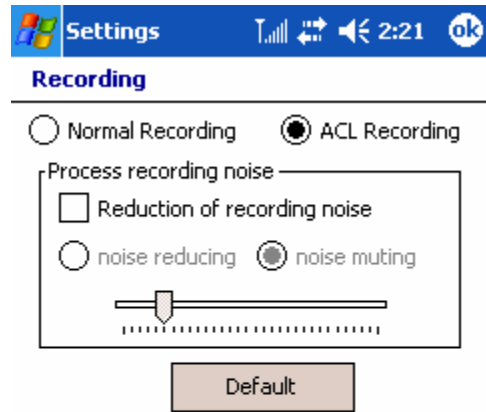 Settings 2:21 ok
Recording
Normal Recording ACL Recording
Process recording noise
Reduction of recording noise
noise reducing noise muting
Default